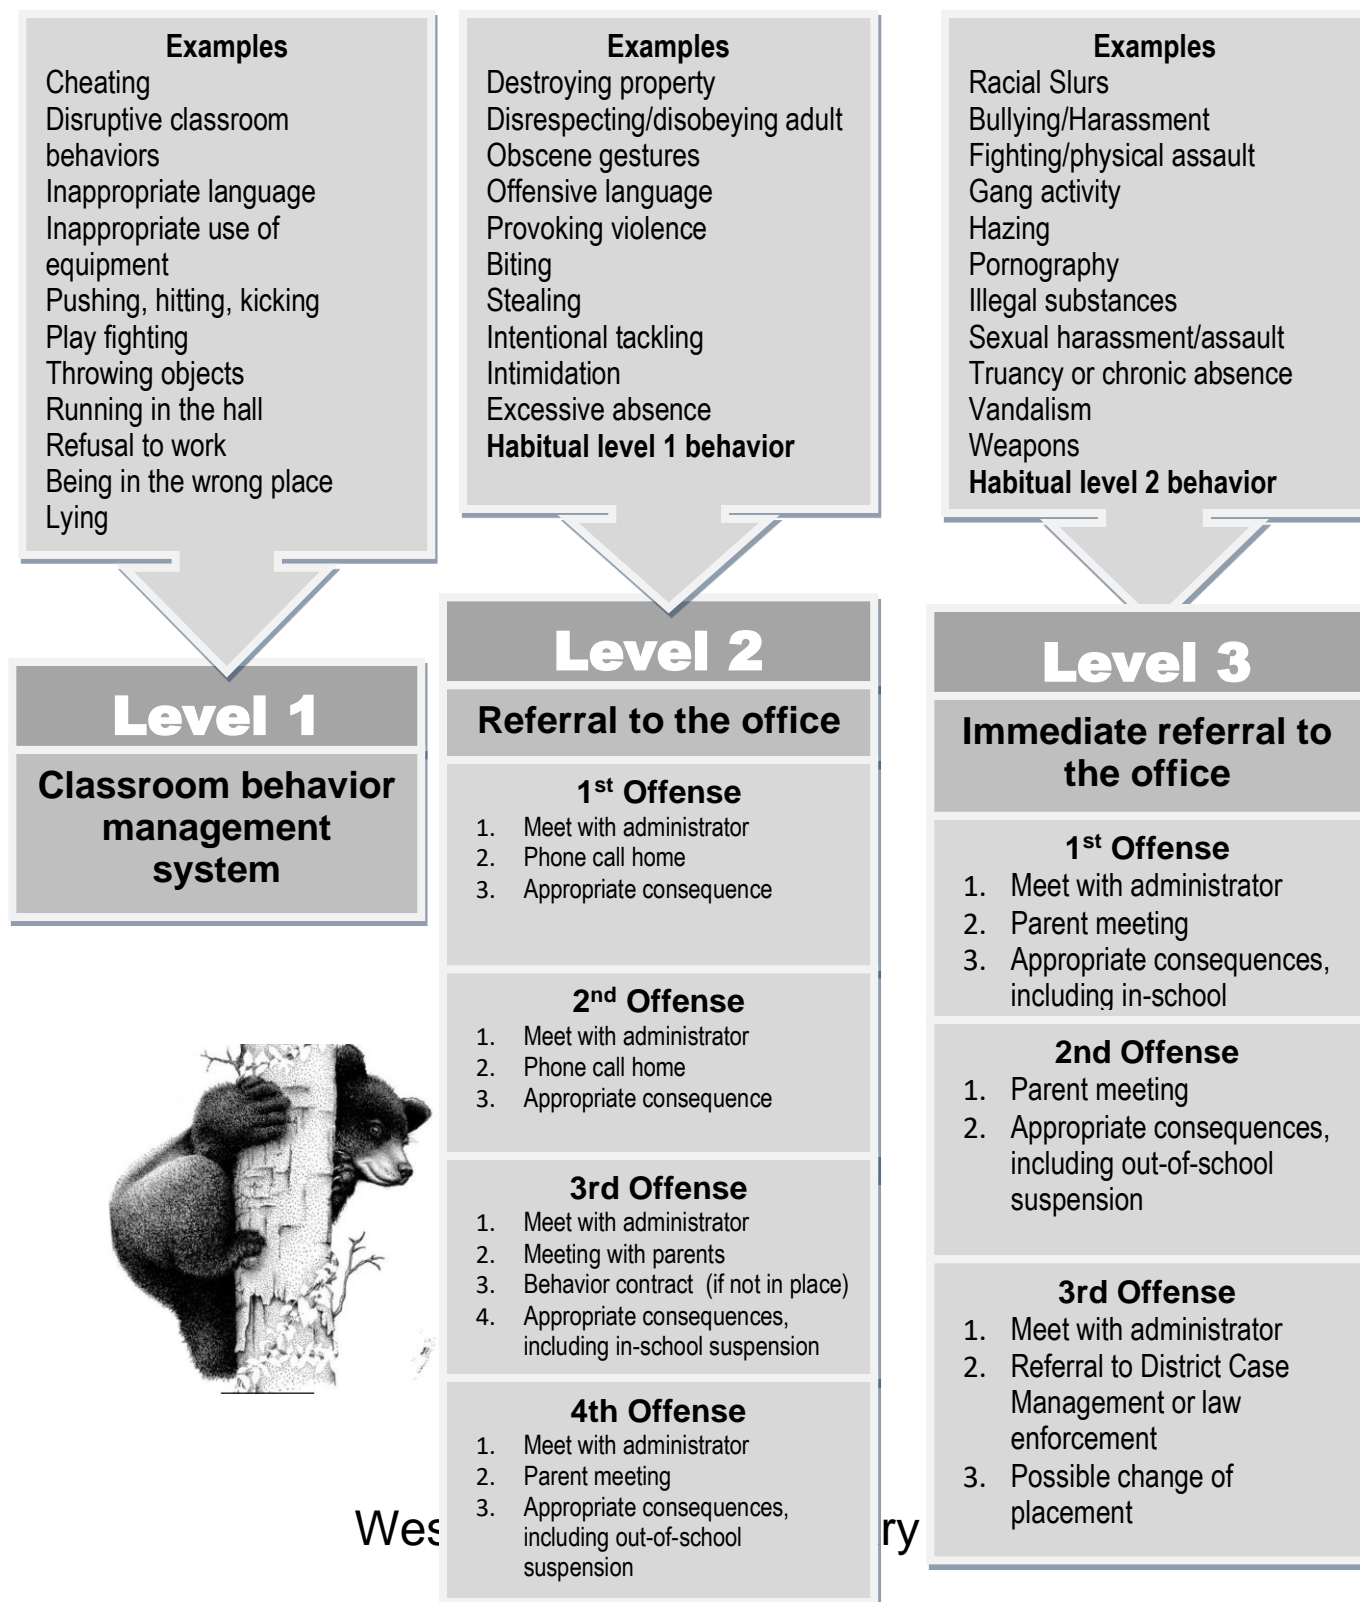 Examples
Cheating
Disruptive classroom
behaviors
Inappropriate language
Inappropriate use of
equipment
Pushing, hitting, kicking
Play fighting
Throwing objects
Running in the hall
Refusal to work
Being in the wrong place
Lying
Level 1
Classroom behavior
management
system
Examples
Destroying property
Disrespecting/disobeying adult
Obscene gestures
Offensive language
Provoking violence
Biting
Stealing
Intentional tackling
Intimidation
Excessive absence
Habitual level 1 behavior
Level 2
Referral to the office
1st Offense
1. Meet with administrator
2. Phone call home
3. Appropriate consequence
2nd Offense
1. Meet with administrator
2. Phone call home
3. Appropriate consequence
3rd Offense
1. Meet with administrator
2. Meeting with parents
3. Behavior contract (if not in place)
4. Appropriate consequences,
including in-school suspension
4th Offense
1. Meet with administrator
2. Parent meeting
3. Appropriate consequences,
including out-of-school
suspension
Examples
Racial Slurs
Bullying/Harassment
Fighting/physical assault
Gang activity
Hazing
Pornography
Illegal substances
Sexual harassment/assault
Truancy or chronic absence
Vandalism
Weapons
Habitual level 2 behavior
Level 3
Immediate referral to
the office
1st Offense
1. Meet with administrator
2. Parent meeting
3. Appropriate consequences,
including in-school
2nd Offense
1. Parent meeting
2. Appropriate consequences,
including out-of-school
suspension
3rd Offense
1. Meet with administrator
2. Referral to District Case
Management or law
enforcement
3. Possible change of
placement